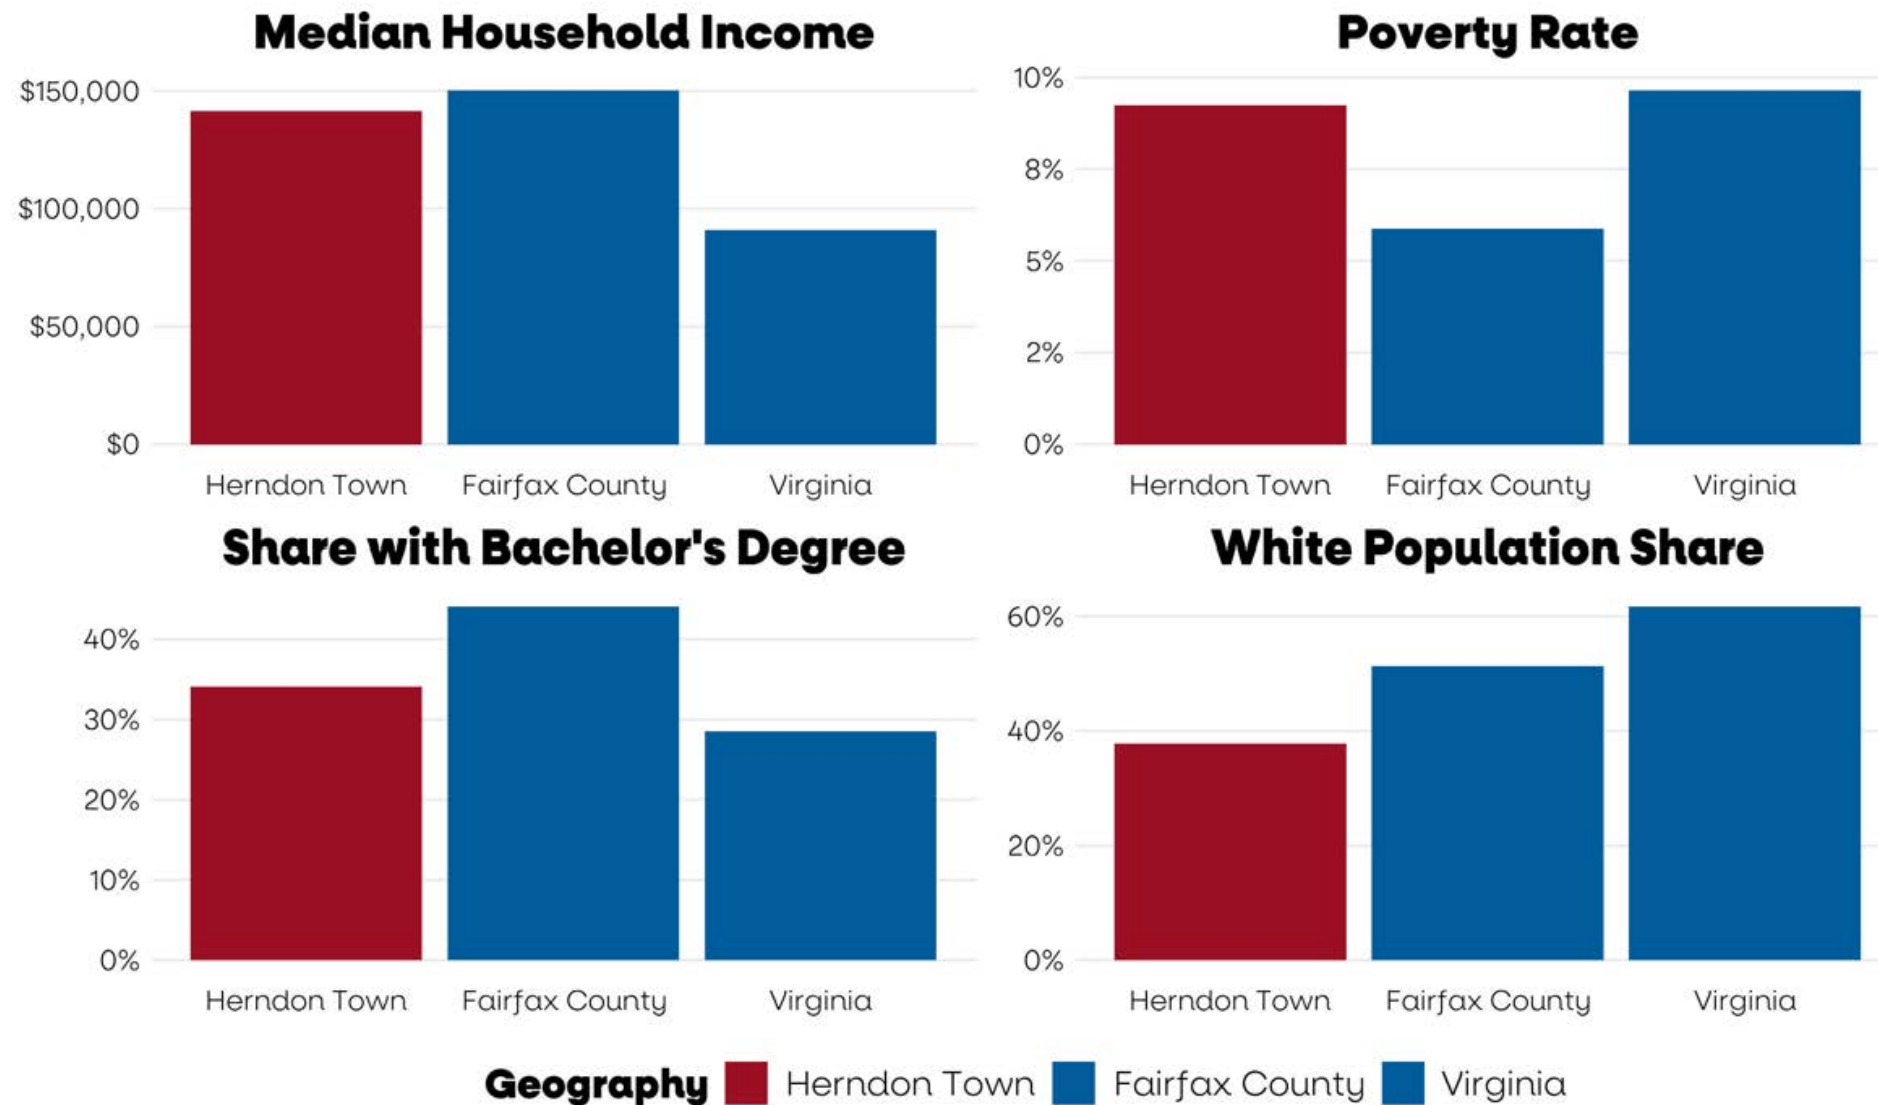 Median Household Income
$150,000
$100,000
$50,000
$0
Herndon Town Fairfax County Virginia
Poverty Rate
10%
8%
5%
2%
0%
Herndon Town Fairfax County Virginia
Share with Bachelor's Degree
40%
30%
20%
10%
0%
Herndon Town Fairfax County Virginia
White Population Share
60%
40%
20%
0%
Herndon Town Fairfax County Virginia
Geography Herndon Town Fairfax County Virginia